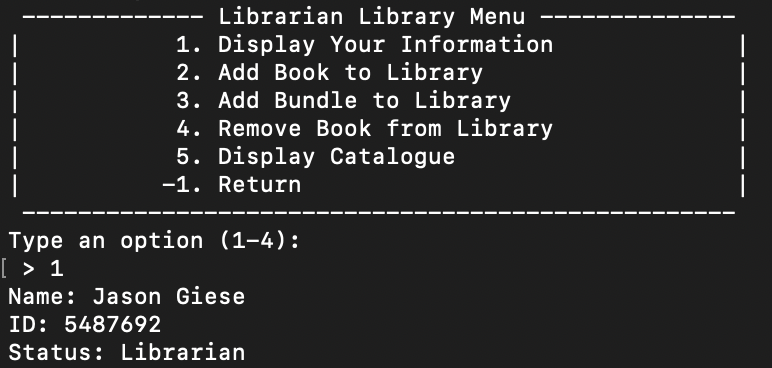 ------------- Librarian Library Menu --------------
| 1. Display Your Information |
| 2. Add Book to Library |
| 3. Add Bundle to Library |
| 4. Remove Book from Library |
| 5. Display Catalogue |
| -1. Return |
---------------------------------------------------
Type an option (1-4):
[ > 1
Name: Jason Giese
ID: 5487692
Status: Librarian